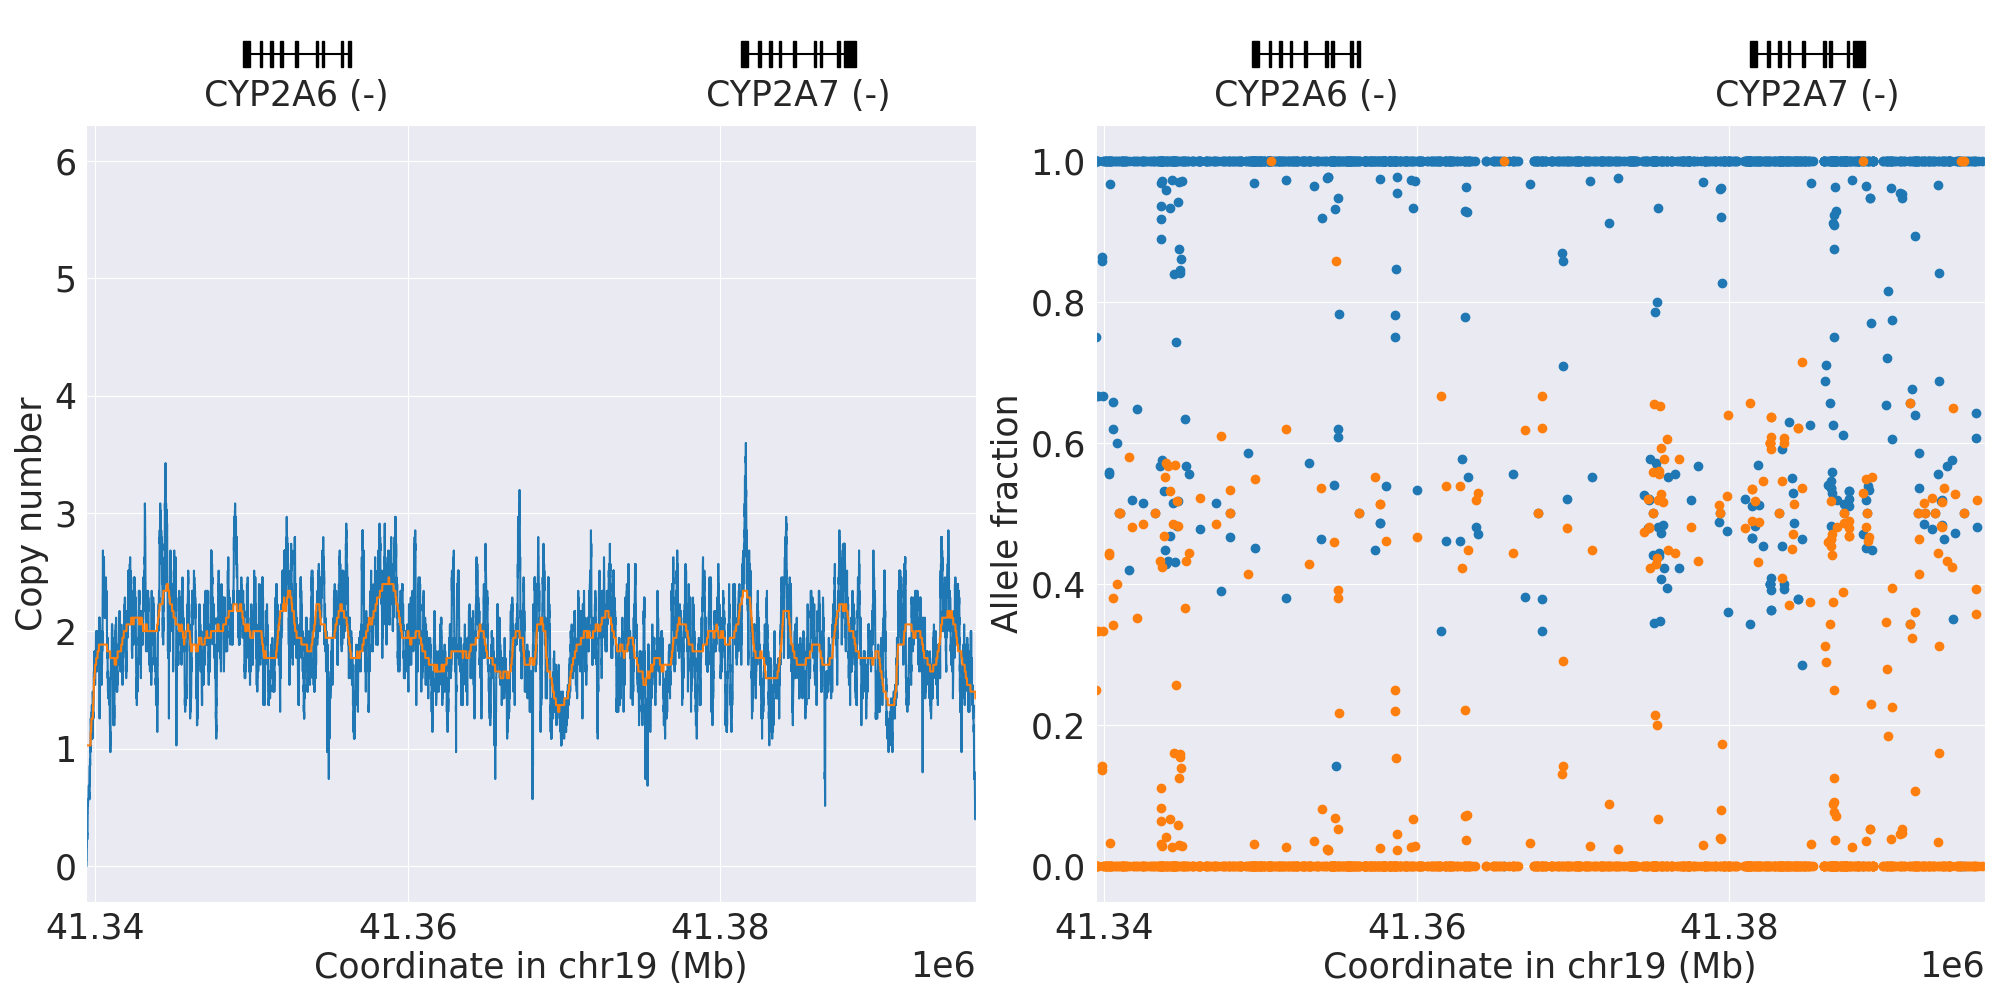 CYP2A6 (-)
CYP2A7 (-)
CYP2A6 (-)
CYP2A7 (-)
6
5
4
3
2
1
0
Copy number
41.34
41.36
41.38
Coordinate in chr19 (Mb)
1e6
1.0
0.8
0.6
0.4
0.2
0.0
Allele fraction
41.34
41.36
41.38
Coordinate in chr19 (Mb)
1e6